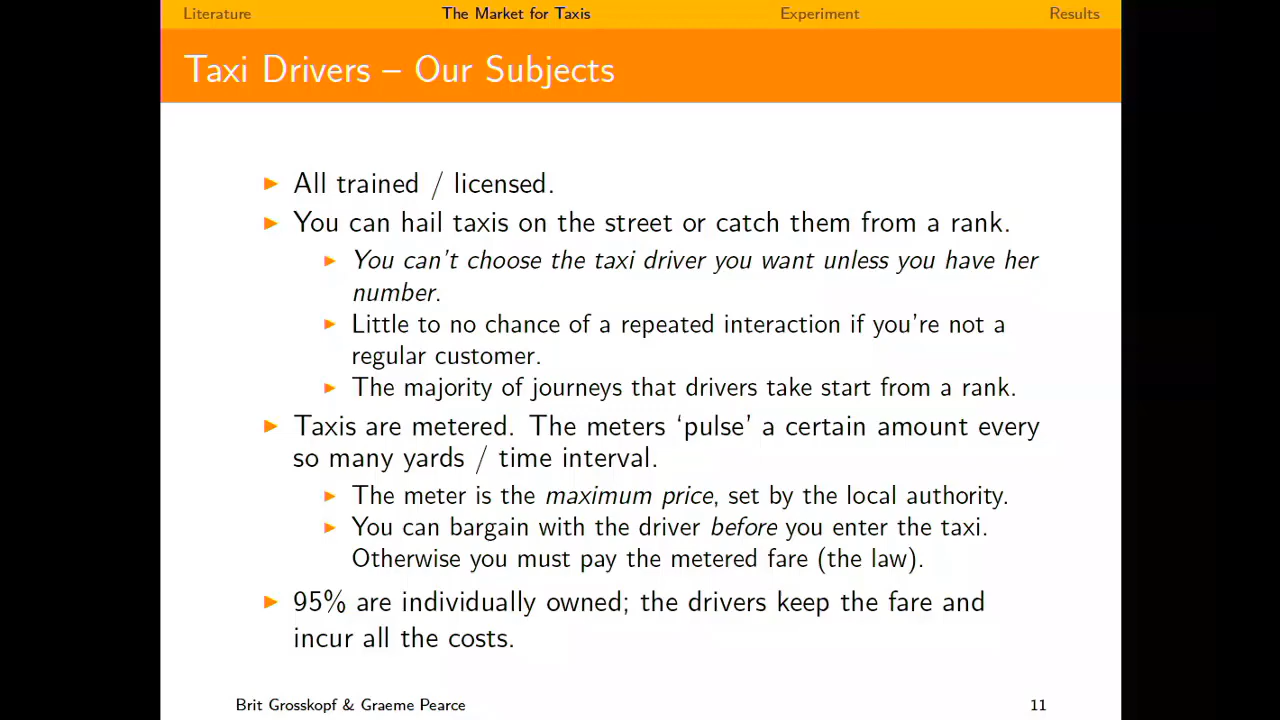 Literature The Market for Taxis Experiment Results
Taxi Drivers – Our Subjects
All trained / licensed.
You can hail taxis on the street or catch them from a rank.
You can't choose the taxi driver you want unless you have her
number.
Little to no chance of a repeated interaction if you're not a
regular customer.
The majority of journeys that drivers take start from a rank.
Taxis are metered. The meters ‘pulse’ a certain amount every
so many yards / time interval.
The meter is the maximum price, set by the local authority.
You can bargain with the driver before you enter the taxi.
Otherwise you must pay the metered fare (the law).
95% are individually owned; the drivers keep the fare and
incur all the costs.
Brit Grosskopf & Graeme Pearce 11